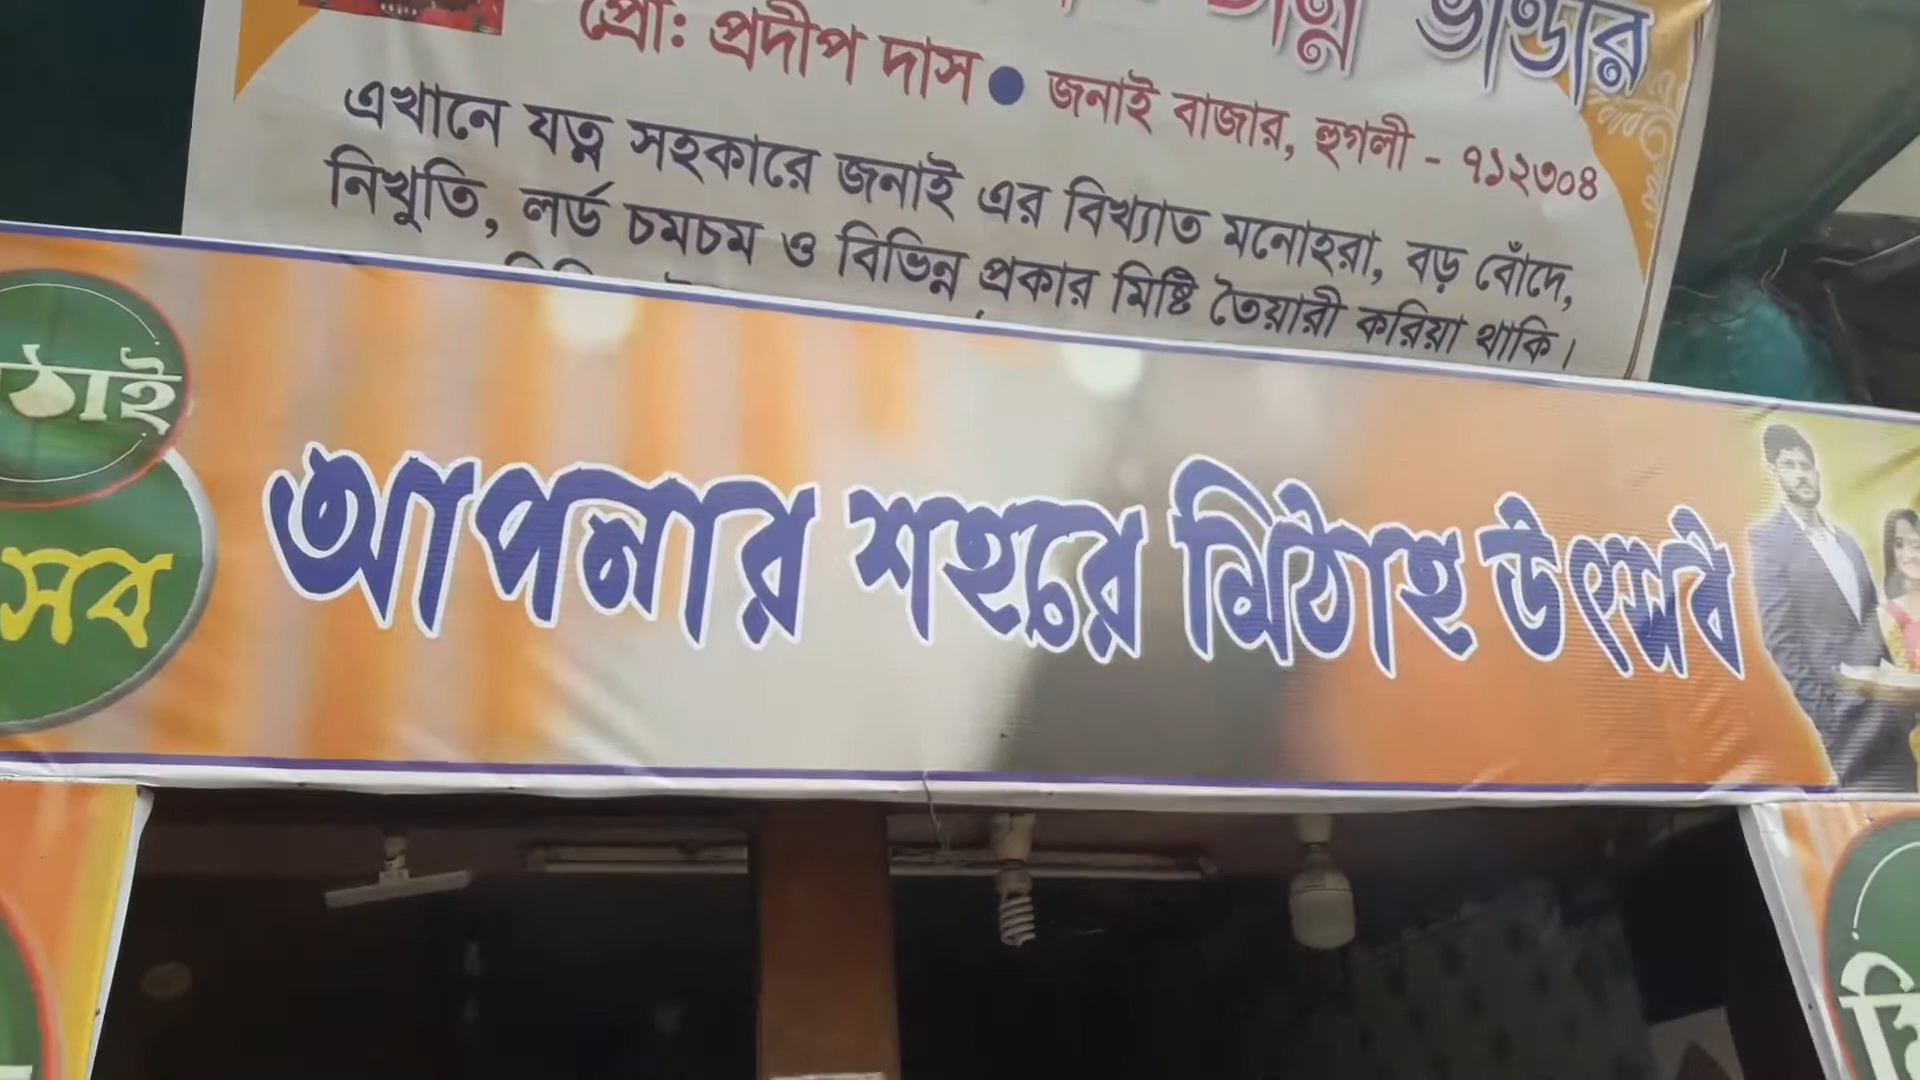 ভাণ্ডার
প্রো: প্রদীপ দাস ● জনাই বাজার, হুগলী - ৭১২৩০৪
এখানে যত্ন সহকারে জনাই এর বিখ্যাত মনোহরা, বড় বোঁদে,
নিখুতি, লর্ড চমচম ও বিভিন্ন প্রকার মিষ্টি তৈয়ারী করিয়া থাকি।
আপনার শহরে মিঠাই উৎসব